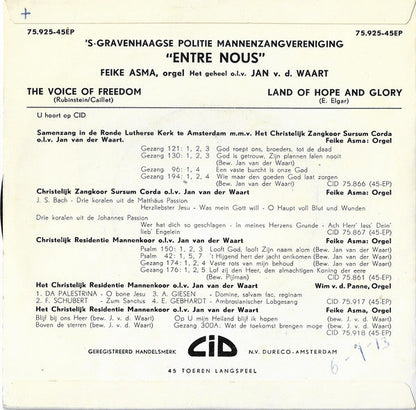 75.925-45EP 75.925-45EP
'S-GRAVENHAAGSE POLITIE MANNENZANGVERENIGING
"ENTRE NOUS"
FEIKE ASMA, orgel Het geheel o.l.v. JAN v. d. WAART
THE VOICE OF FREEDOM LAND OF HOPE AND GLORY
(Rubinstein/Caillet) (E. Elgar)
U hoort op CID
Samenzang in de Ronde Lutherse Kerk te Amsterdam m.m.v. Het Christelijk Zangkoor Sursum Corda
o.l.v. Jan van der Waart Feike Asma: Orgel
Gezang 121: 1, 2, 3 God roept ons, broeders, tot de daad
Gezang 130: 1, 2, 3 God is getrouw, Zijn plannen falen nooit
(Bew. Jan van der Waart)
Gezang 96: 1, 4 Een vaste burcht is onze God
Gezang 194: 1, 2, 4 Wie maar den goeden God laat zorgen
(Bew. Jan van der Waart) CID 75.866 (45-EP)
Christelijk Zangkoor Sursum Corda o.l.v. Jan van der Waart Feike Asma: Orgel
J. S. Bach - Drie koralen uit de Matthäus Passion
Herzliebster Jesu - Was mein Gott will - O Haupt voll Blut und Wunden
Drie koralen uit de Johannes Passion
Wer hat dich so geschlagen - in meines Herzens Grunde - Ach Herr' lass' Dein'
lieb' Engelein CID 75.867 (45-EP)
Christelijk Residentie Mannenkoor o.l.v. Jan van der Waart Feike Asma: Orgel
Psalm 150: 1, 2, 3 Looft God, looft Zijn naam alom (Bew. Jan van der Waart)
Psalm 42: 1, 5, 7 't Hijgend hert der jacht ontkomen (Bew. Jan van der Waart)
Gezang 174: 1, 2, 4 Vaste rots van mijn behoud (Bew. Jan van der Waart)
Gezang 176: 1, 2, 5 Lof zij den Heer, den almachtigen Koning der eere
(Bew. Pijlman) CID 75.861 (45-EP)
Het Christelijk Residentie Mannenkoor o.l.v. Jan van der Waart Wim v.d. Panne, Orgel
1. DA PALESTRINA - O bone Jesu 3. A. GIESEN - Domine, salvam fac, reginam
2. F. SCHUBERT - Zum Sanctus 4. E. GEBHARDT - Ambrosianischer Lobgesang
CID 75.917 (45-EP)
Het Christelijk Residentie Mannenkoor o.l.v. Jan van der Waart Feike Asma, Orgel
Blijf bij ons Heer (bew. J. v. d. Waart) Op U mijn Heiland blijf ik hopen (bew. J. v. d. Waart)
Boven de sterren (bew. J. v. d. Waart) Gezang 300A: Wat de toekomst brengen moge (bew. J. v. d. Waart)
CID 75.918 (45-EP)
GEREGISTREERD HANDELSMERK CID N.V. DURECO-AMSTERDAM
45 TOEREN LANGSPEEL